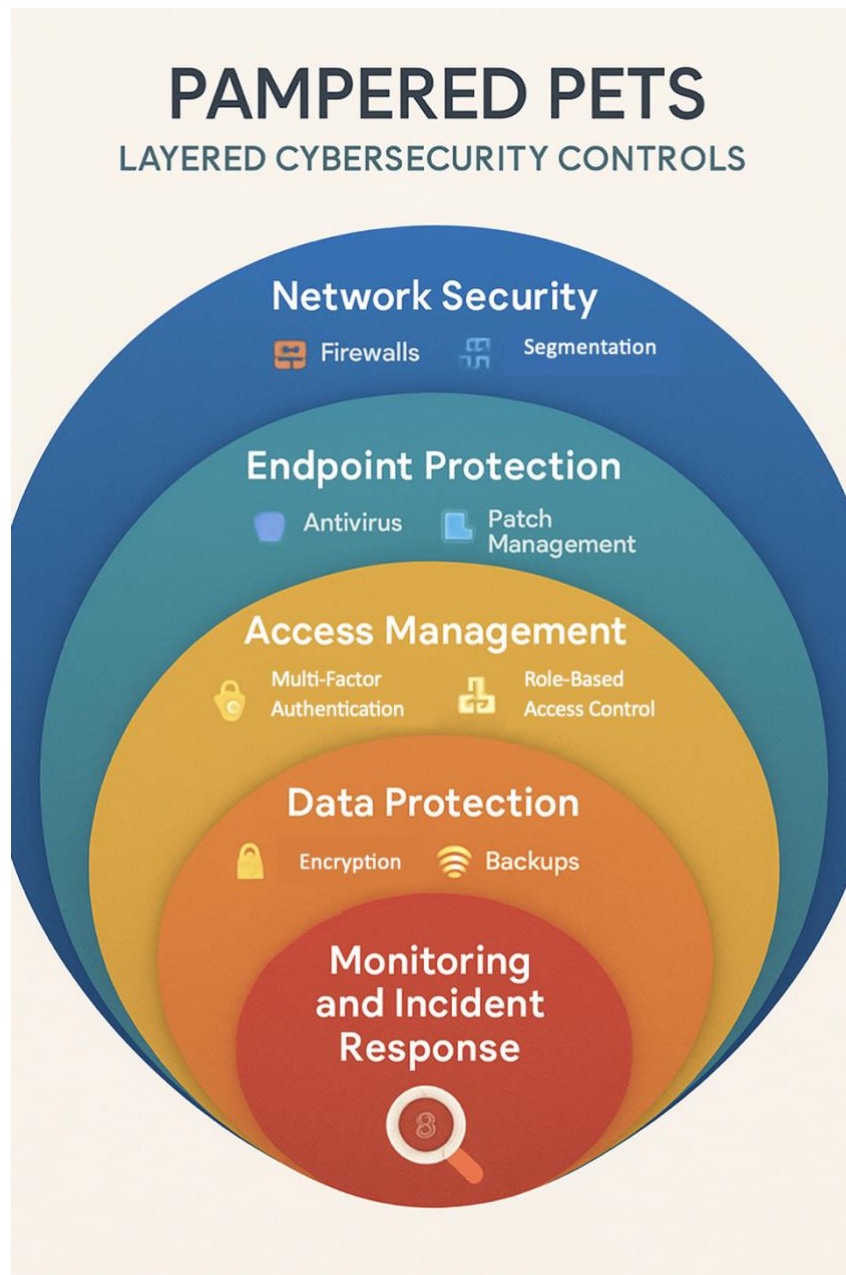 PAMPERED PETS
LAYERED CYBERSECURITY CONTROLS
Network Security
Firewalls Segmentation
Endpoint Protection
Antivirus Patch
Management
Access Management
Multi-Factor Role-Based
Authentication Access Control
Data Protection
Encryption Backups
Monitoring
and Incident
Response
8